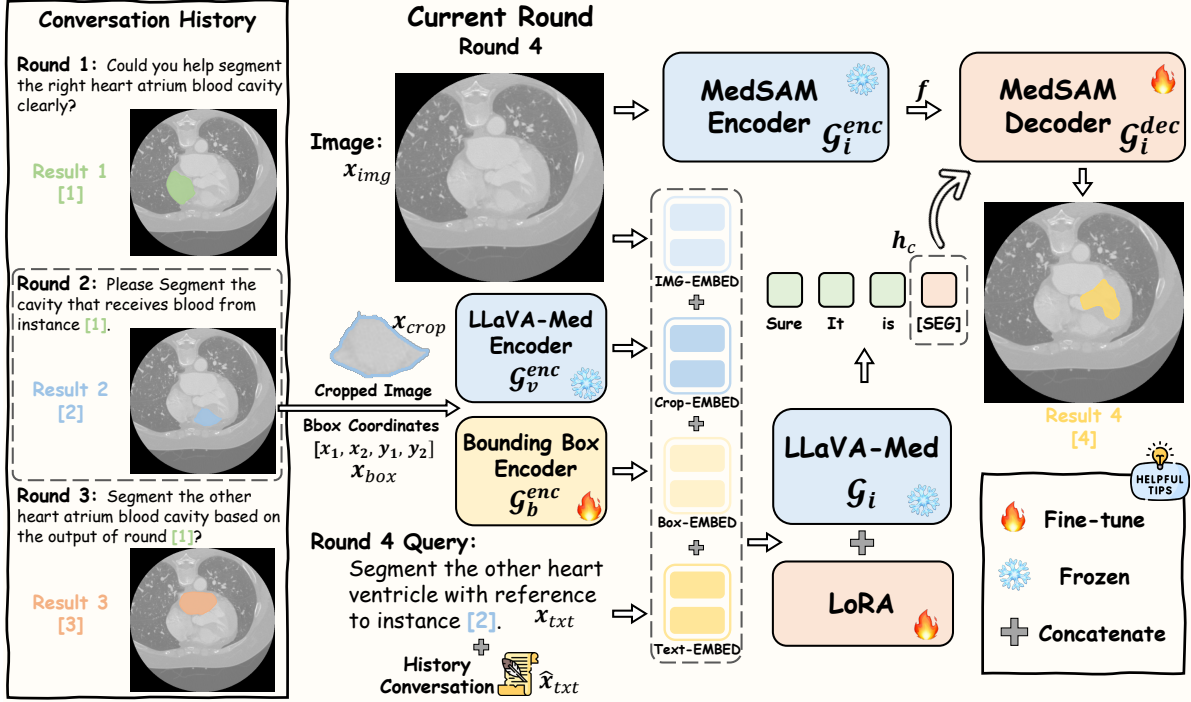 Conversation History
Round 1: Could you help segment
the right heart atrium blood cavity
clearly?
Result 1
[1]
Round 2: Please Segment the
cavity that receives blood from
instance [1].
Result 2
[2]
Round 3: Segment the other
heart atrium blood cavity based on
the output of round [1]?
Result 3
[3]
Current Round
Round 4
Image:
x_img
x_crop
Cropped Image
Bbox Coordinates
[x₁, x₂, y₁, y₂]
x_box
LLaVA-Med
Encoder
𝒢_v^enc
Bounding Box
Encoder
𝒢_b^enc
Round 4 Query:
Segment the other heart
ventricle with reference
to instance [2].
x_txt
+
History
Conversation
x̂_txt
MedSAM
Encoder
𝒢_i^enc
f
MedSAM
Decoder
𝒢_i^dec
IMG-EMBED
+
Crop-EMBED
+
Box-EMBED
+
Text-EMBED
h_c
Sure It is [SEG]
LLaVA-Med
𝒢_i
+
LoRA
Result 4
[4]
HELPFUL
TIPS
Fine-tune
Frozen
Concatenate